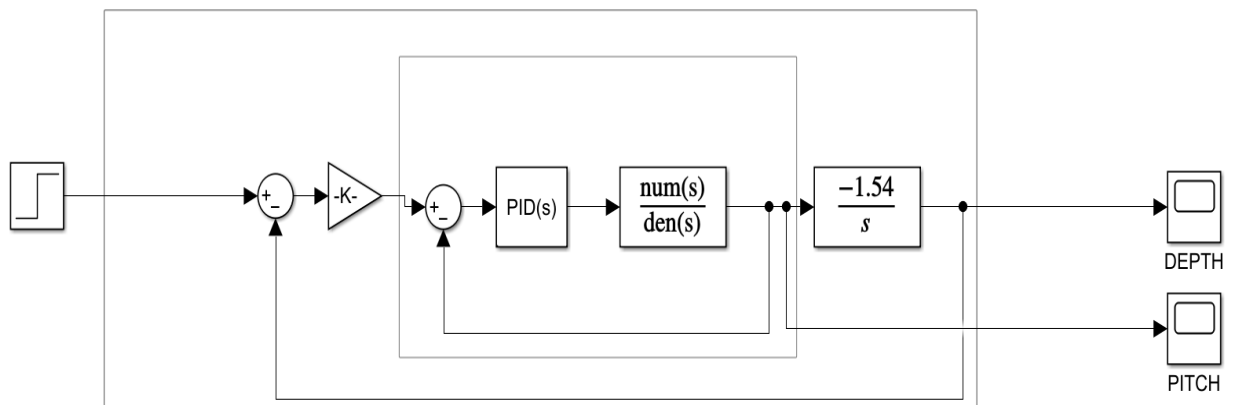 +
−
-K-
+
−
PID(s)
num(s)
den(s)
−1.54
s
DEPTH
PITCH